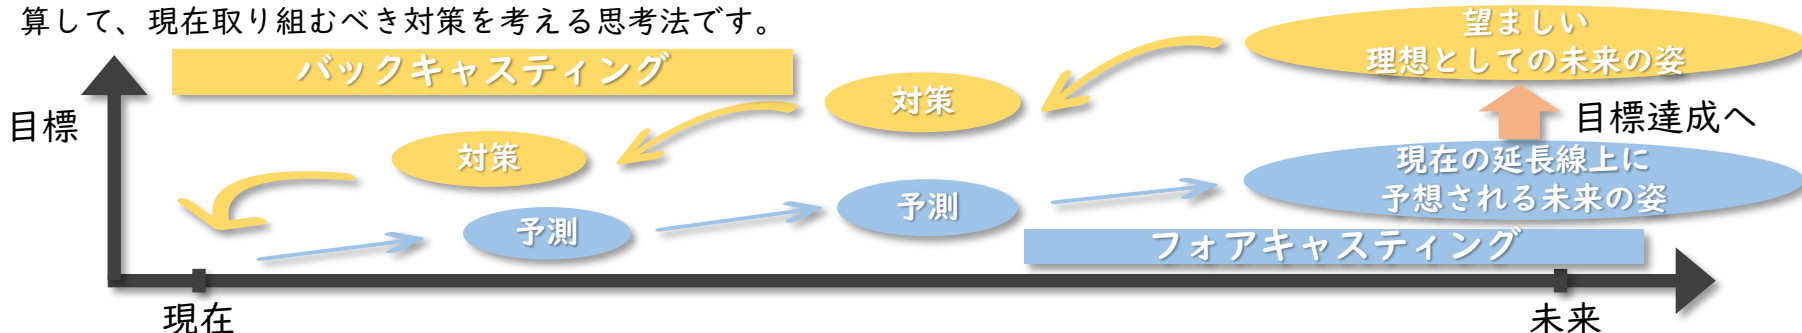 算して、現在取り組むべき対策を考える思考法です。
バックキャスティング
望ましい
理想としての未来の姿
対策
目標
目標達成へ
対策
現在の延長線上に
予想される未来の姿
予測
予測
フォアキャスティング
現在
未来